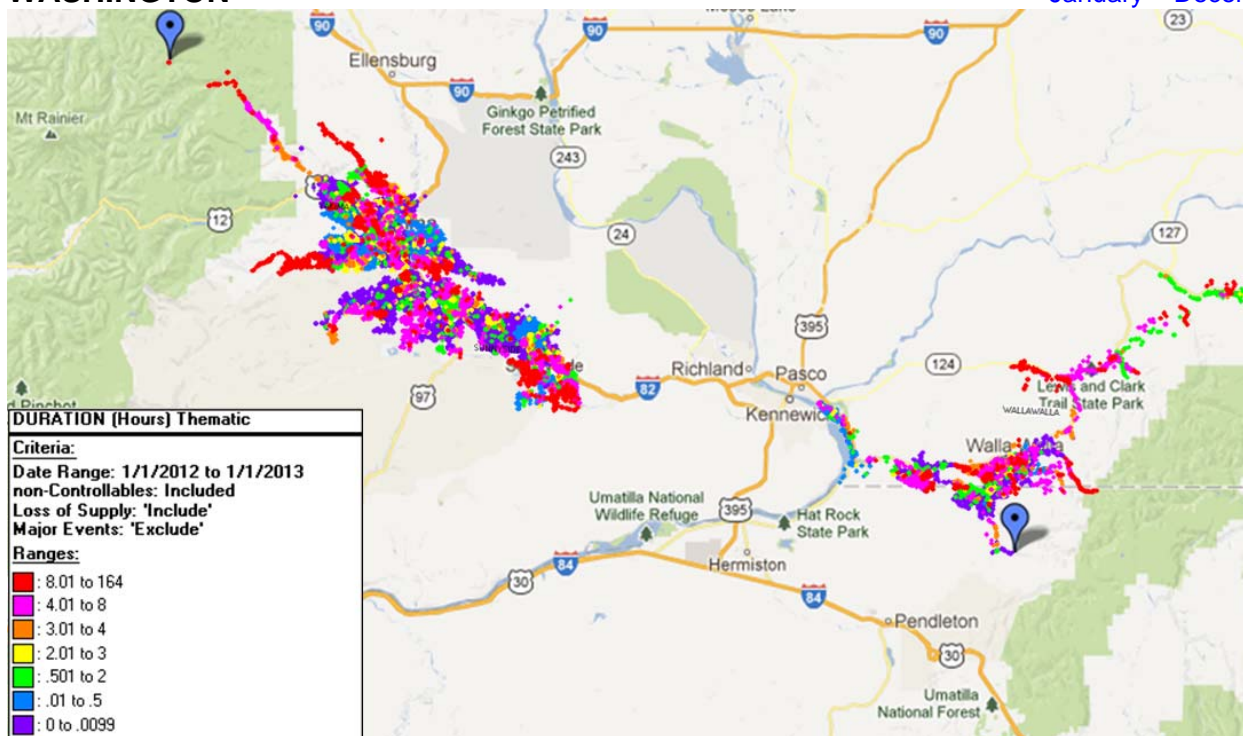 WASHINGTON
January
23
90
90
90
Ellensburg
90
Mt Rainier
Ginkgo Petrified
Forest State Park
243
12
24
127
395
Richland
Pasco
124
82
97
Kennewick
Lewis and Clark
Trail State Park
WALLAWALLA
Walla Walla
Umatilla National
Wildlife Refuge
395
Hat Rock
State Park
84
Hermiston
30
84
Pendleton
30
Umatilla
National Forest
d Pinchot
DURATION (Hours) Thematic
Criteria:
Date Range: 1/1/2012 to 1/1/2013
non-Controllables: Included
Loss of Supply: 'Include'
Major Events: 'Exclude'
Ranges:
: 8.01 to 164
: 4.01 to 8
: 3.01 to 4
: 2.01 to 3
: .501 to 2
: .01 to .5
: 0 to .0099